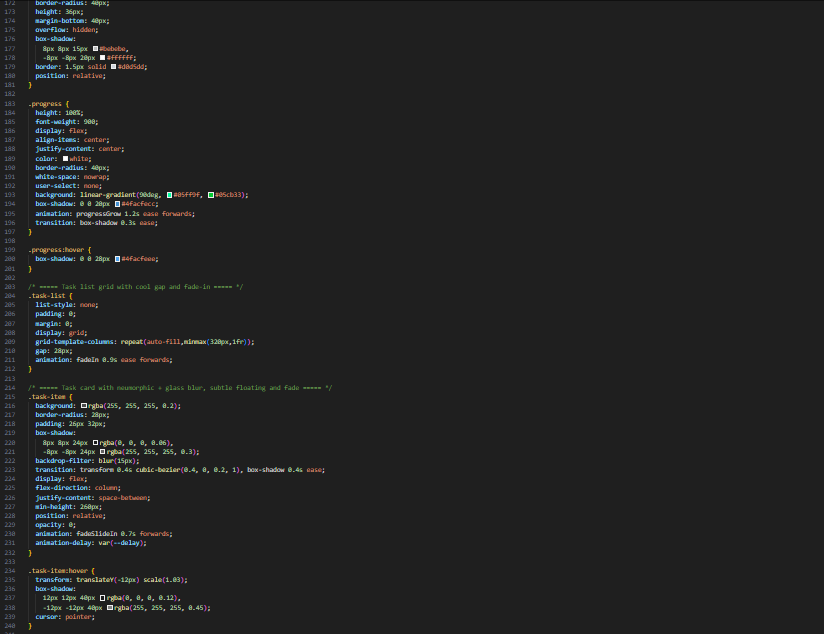 172 border-radius: 40px;
173 height: 36px;
174 margin-bottom: 40px;
175 overflow: hidden;
176 box-shadow:
177 8px 8px 15px #bebebe,
178 -8px -8px 20px #ffffff;
179 border: 1.5px solid #d0d5dd;
180 position: relative;
181 }
182
183 .progress {
184 height: 100%;
185 font-weight: 900;
186 display: flex;
187 align-items: center;
188 justify-content: center;
189 color: white;
190 border-radius: 40px;
191 white-space: nowrap;
192 user-select: none;
193 background: linear-gradient(90deg, #05ff9f, #05cb33);
194 box-shadow: 0 0 20px #4facfecc;
195 animation: progressGrow 1.2s ease forwards;
196 transition: box-shadow 0.3s ease;
197 }
198
199 .progress:hover {
200 box-shadow: 0 0 28px #4facfeee;
201 }
202
203 /* ===== Task list grid with cool gap and fade-in ===== */
204 .task-list {
205 list-style: none;
206 padding: 0;
207 margin: 0;
208 display: grid;
209 grid-template-columns: repeat(auto-fill,minmax(320px,1fr));
210 gap: 28px;
211 animation: fadeIn 0.9s ease forwards;
212 }
213
214 /* ===== Task card with neumorphic + glass blur, subtle floating and fade ===== */
215 .task-item {
216 background: rgba(255, 255, 255, 0.2);
217 border-radius: 28px;
218 padding: 26px 32px;
219 box-shadow:
220 8px 8px 24px rgba(0, 0, 0, 0.06),
221 -8px -8px 24px rgba(255, 255, 255, 0.3);
222 backdrop-filter: blur(15px);
223 transition: transform 0.4s cubic-bezier(0.4, 0, 0.2, 1), box-shadow 0.4s ease;
224 display: flex;
225 flex-direction: column;
226 justify-content: space-between;
227 min-height: 260px;
228 position: relative;
229 opacity: 0;
230 animation: fadeSlideIn 0.7s forwards;
231 animation-delay: var(--delay);
232 }
233
234 .task-item:hover {
235 transform: translateY(-12px) scale(1.03);
236 box-shadow:
237 12px 12px 40px rgba(0, 0, 0, 0.12),
238 -12px -12px 40px rgba(255, 255, 255, 0.45);
239 cursor: pointer;
240 }